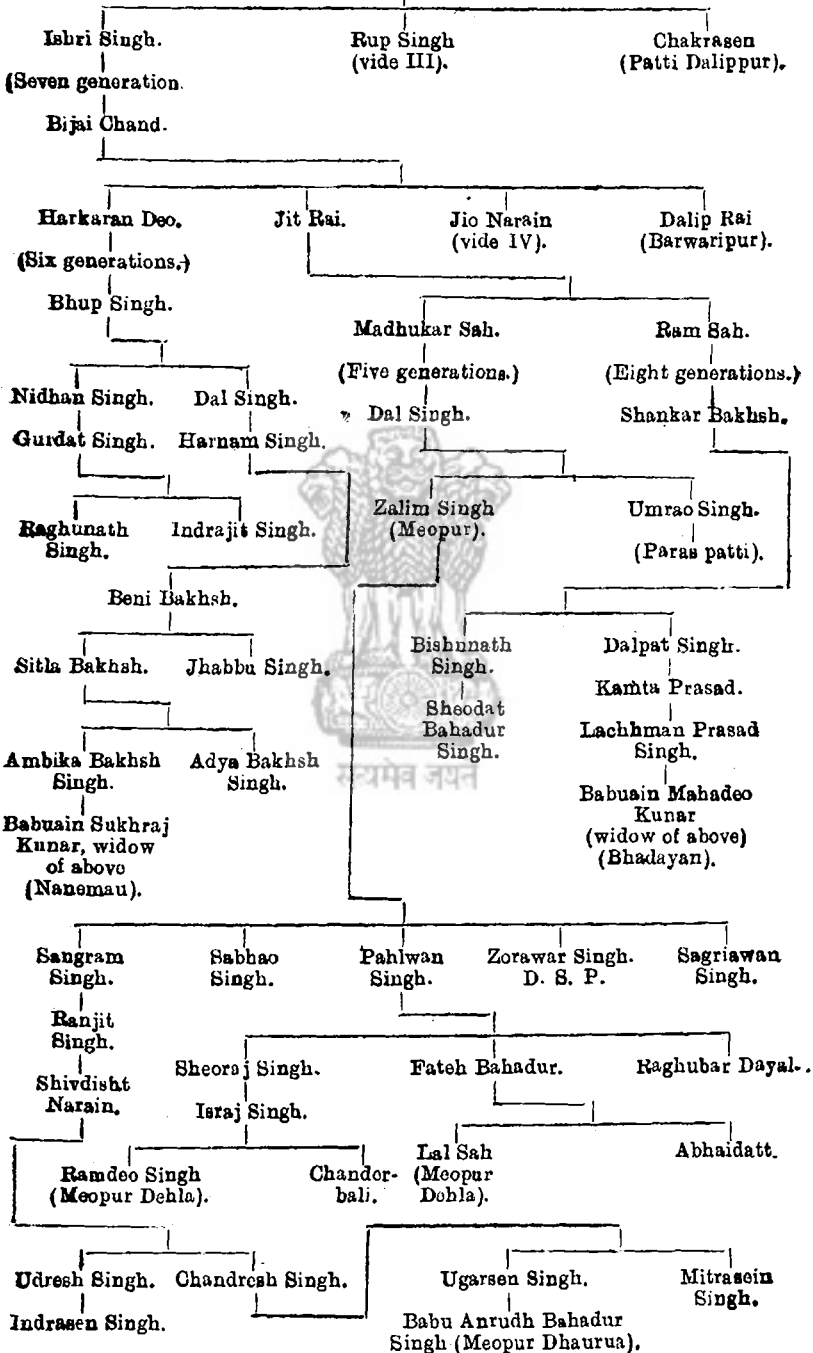 Ishri Singh. Rup Singh Chakrasen
(vide III). (Patti Dalippur).
(Seven generation.
Bijai Chand.
Harkaran Deo. Jit Rai. Jio Narain Dalip Rai
(vide IV). (Barwaripur).
(Six generations.)
Bhup Singh.
Madhukar Sah. Ram Sah.
(Five generations.) (Eight generations.)
Nidhan Singh. Dal Singh. Dal Singh. Shankar Bakhsh.
Gurdat Singh. Harnam Singh.
Zalim Singh Umrao Singh.
(Meopur).
Raghunath Indrajit Singh.
Singh. (Paras patti).
Beni Bakhsh.
Bishunath Dalpat Singh.
Sitla Bakhsh. Jhabbu Singh. Singh.
Kamta Prasad.
Sheodat
Bahadur Lachhman Prasad
Singh. Singh.
Ambika Bakhsh Adya Bakhsh
Singh. Singh.
सत्यमेव जयते
Babuain Mahadeo
Kunar
(widow of above)
(Bhadayan).
Babuain Sukhraj
Kunar, widow
of above
(Nanemau).
Sangram Sabhao Pahlwan Zorawar Singh. Sagriawan
Singh. Singh. Singh. D. S. P. Singh.
Ranjit
Singh.
Sheoraj Singh. Fateh Bahadur. Raghubar Dayal.
Shivdisht
Narain.
Israj Singh.
Ramdeo Singh Chander- Lal Sah Abhaidatt.
(Meopur Dehla). bali. (Meopur
Dehla).
Udresh Singh. Chandresh Singh. Ugarsen Singh. Mitrasein
Singh.
Indrasen Singh. Babu Anrudh Bahadur
Singh (Meopur Dhaurua).